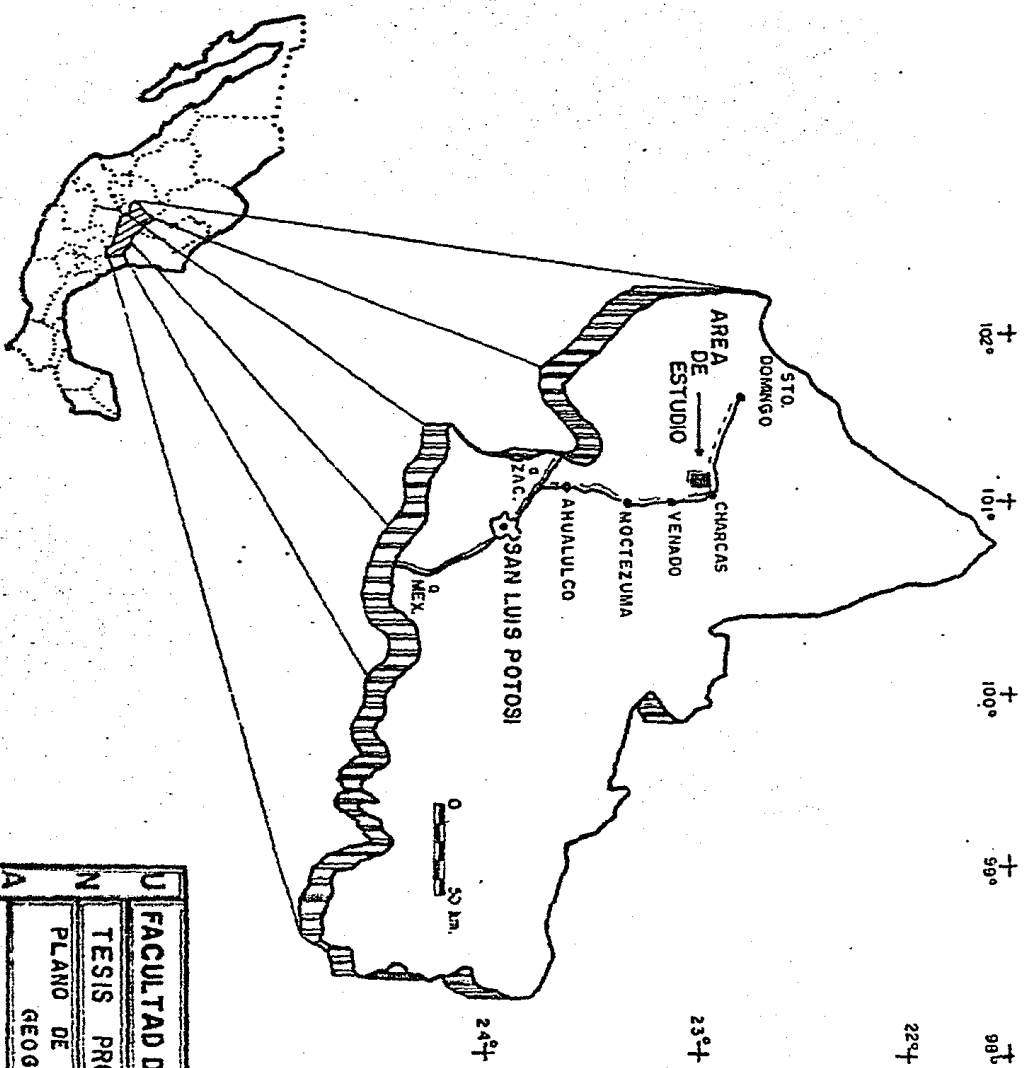 102°
101°
100°
99°
98°
22°
23°
24°
STO.
DOMINGO
AREA
DE
ESTUDIO
CHARCAS
VENADO
MOCTEZUMA
AHUALULCO
a
ZAC.
SAN LUIS POTOSI
a
MEX.
0 50 km.
U
N
A
FACULTAD D
TESIS PRO
PLANO DE
GEOG